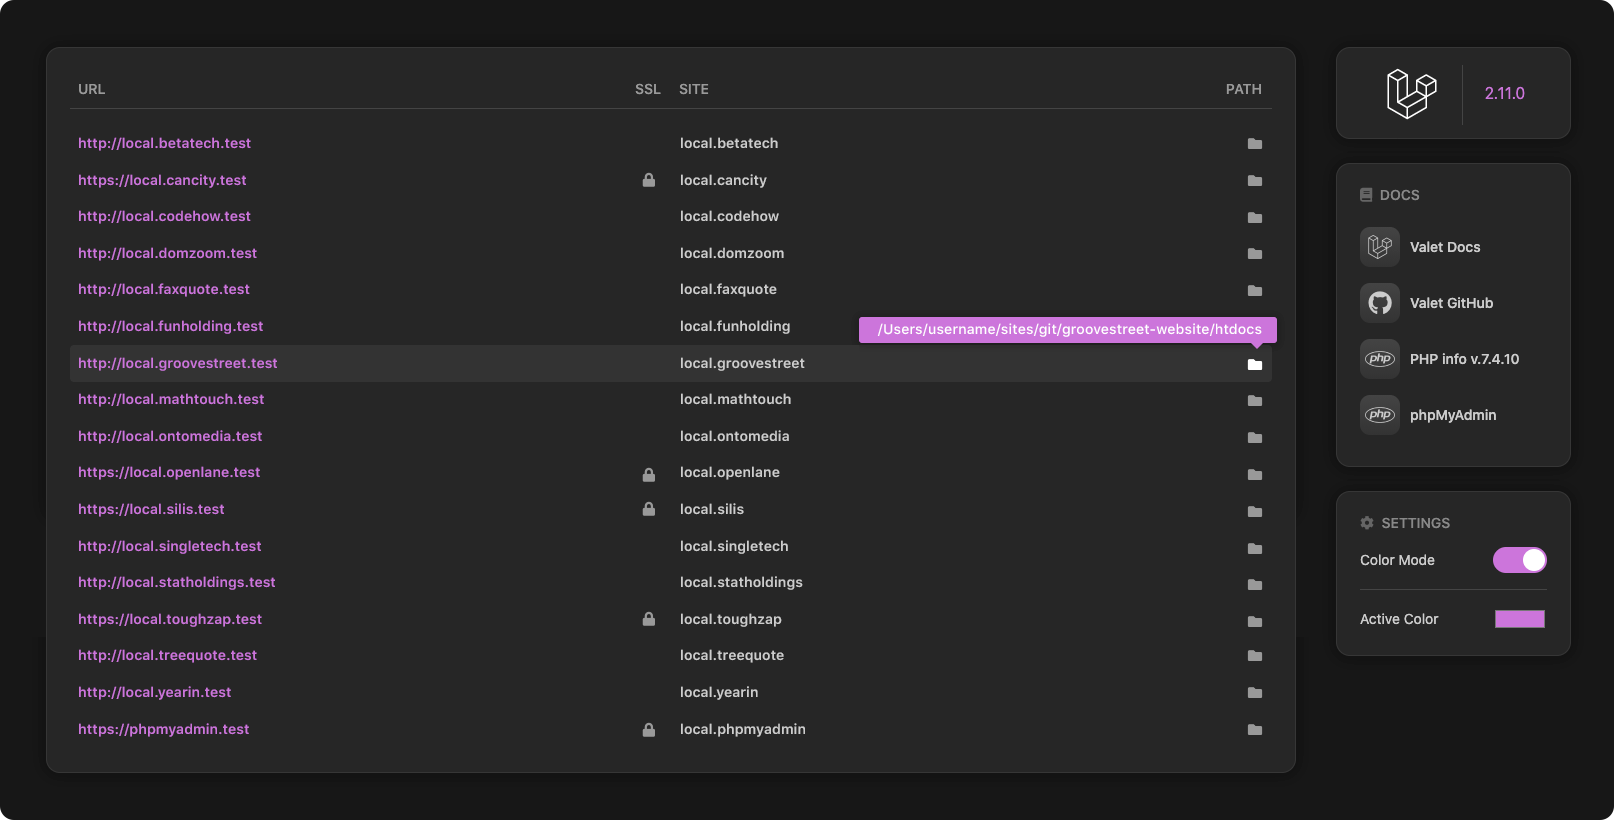 URL SSL SITE PATH
http://local.betatech.test local.betatech
https://local.cancity.test local.cancity
http://local.codehow.test local.codehow
http://local.domzoom.test local.domzoom
http://local.faxquote.test local.faxquote
http://local.funholding.test local.funholding
/Users/username/sites/git/groovestreet-website/htdocs
http://local.groovestreet.test local.groovestreet
http://local.mathtouch.test local.mathtouch
http://local.ontomedia.test local.ontomedia
https://local.openlane.test local.openlane
https://local.silis.test local.silis
http://local.singletech.test local.singletech
http://local.statholdings.test local.statholdings
https://local.toughzap.test local.toughzap
http://local.treequote.test local.treequote
http://local.yearin.test local.yearin
https://phpmyadmin.test local.phpmyadmin
2.11.0
DOCS
Valet Docs
Valet GitHub
php PHP info v.7.4.10
php phpMyAdmin
SETTINGS
Color Mode
Active Color